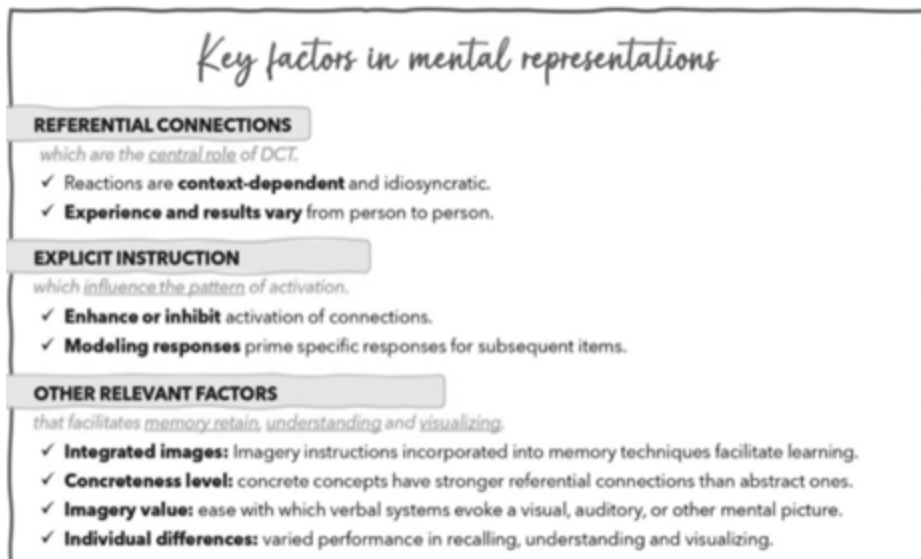 Key factors in mental representations
REFERENTIAL CONNECTIONS
which are the central role of DCT.
✓ Reactions are context-dependent and idiosyncratic.
✓ Experience and results vary from person to person.
EXPLICIT INSTRUCTION
which influence the pattern of activation.
✓ Enhance or inhibit activation of connections.
✓ Modeling responses prime specific responses for subsequent items.
OTHER RELEVANT FACTORS
that facilitates memory retain, understanding and visualizing.
✓ Integrated images: Imagery instructions incorporated into memory techniques facilitate learning.
✓ Concreteness level: concrete concepts have stronger referential connections than abstract ones.
✓ Imagery value: ease with which verbal systems evoke a visual, auditory, or other mental picture.
✓ Individual differences: varied performance in recalling, understanding and visualizing.